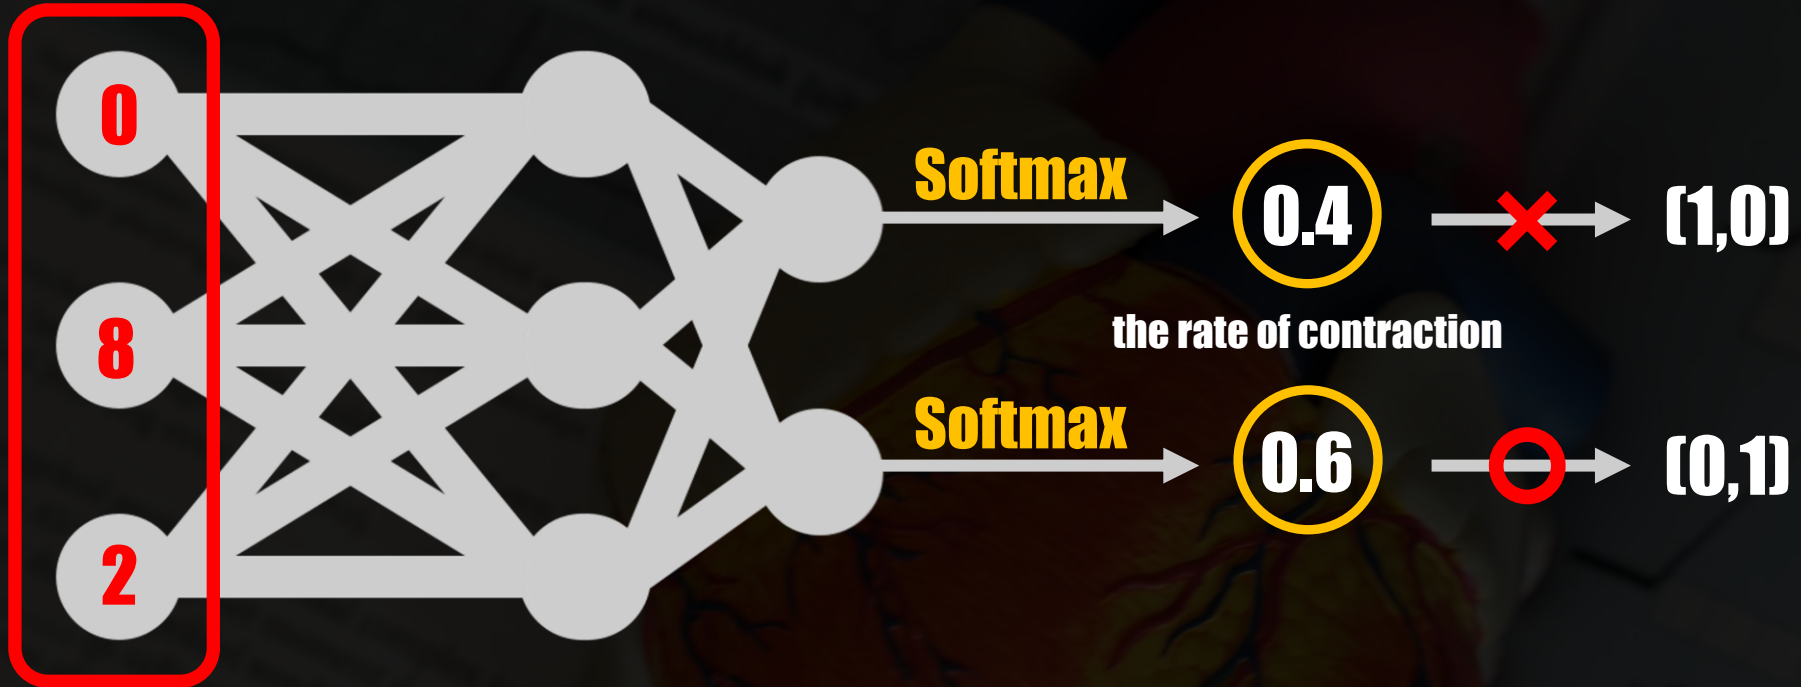 0
8
2
Softmax
0.4
(1,0)
the rate of contraction
Softmax
0.6
(0,1)